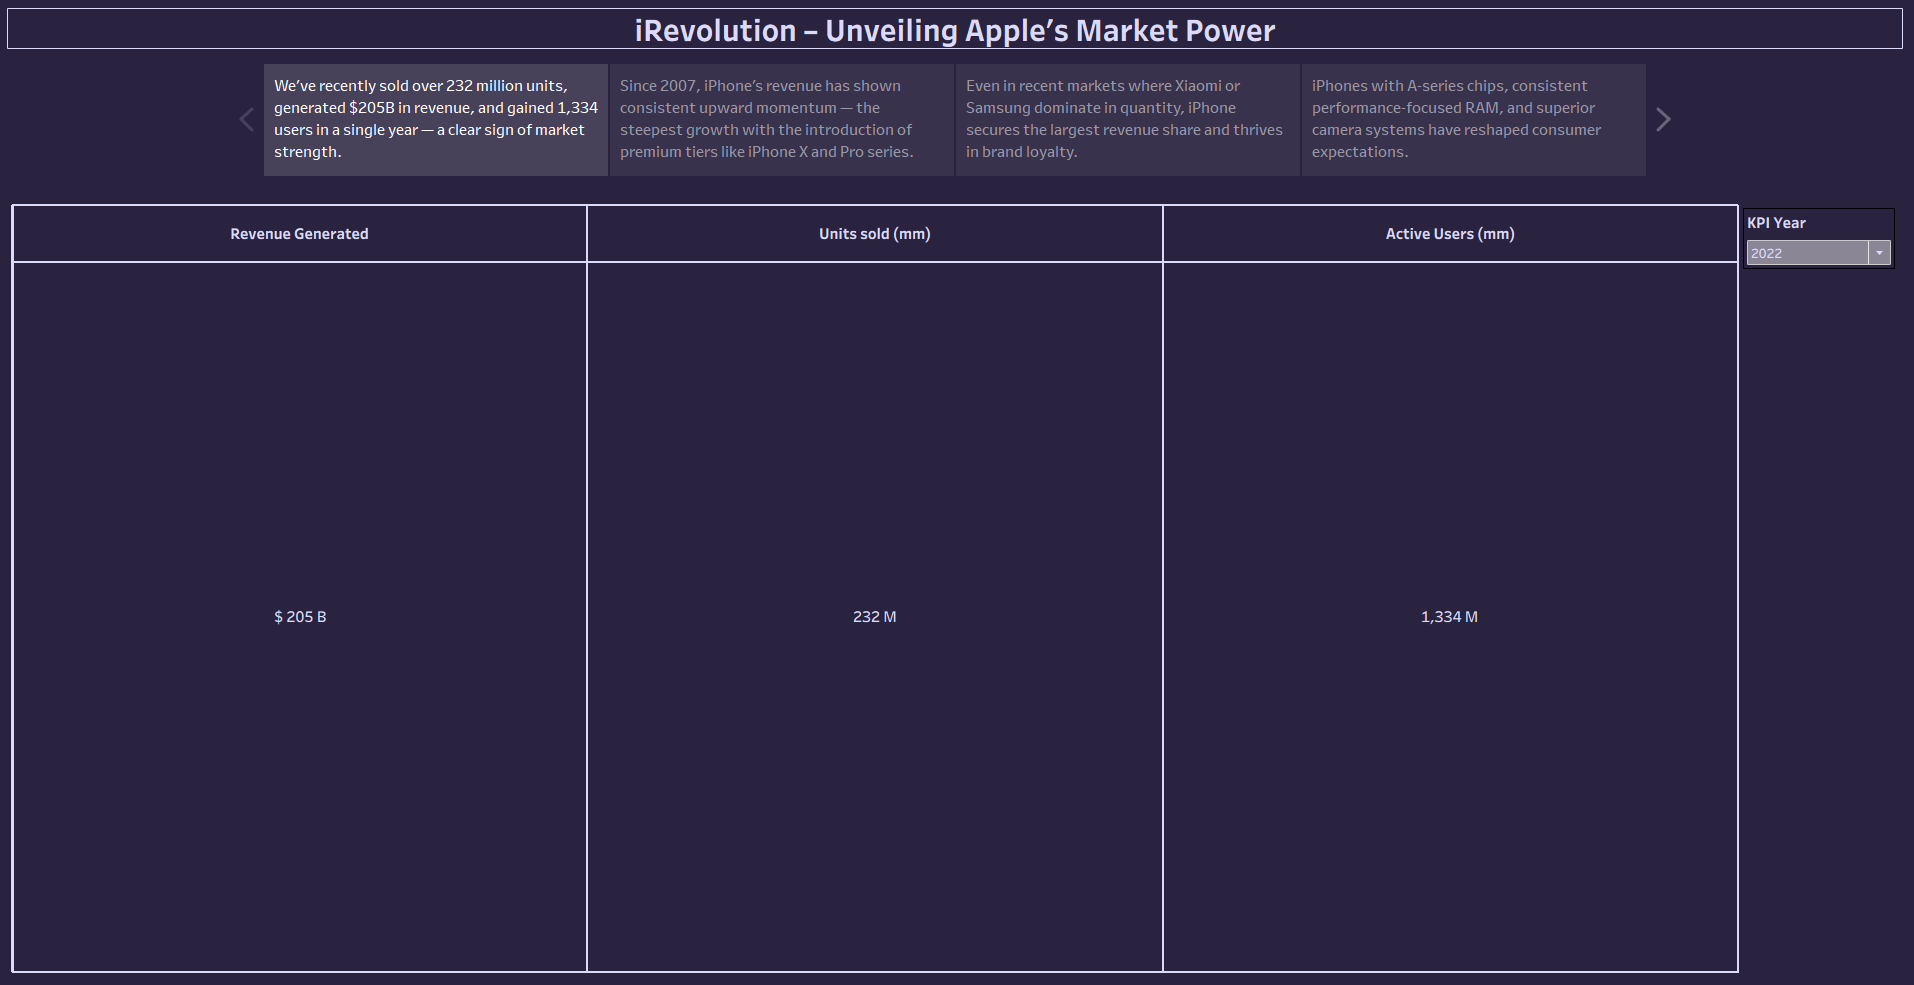 iRevolution – Unveiling Apple’s Market Power
We’ve recently sold over 232 million units,
generated $205B in revenue, and gained 1,334
users in a single year — a clear sign of market
strength.
Since 2007, iPhone’s revenue has shown
consistent upward momentum — the
steepest growth with the introduction of
premium tiers like iPhone X and Pro series.
Even in recent markets where Xiaomi or
Samsung dominate in quantity, iPhone
secures the largest revenue share and thrives
in brand loyalty.
iPhones with A-series chips, consistent
performance-focused RAM, and superior
camera systems have reshaped consumer
expectations.
Revenue Generated
Units sold (mm)
Active Users (mm)
KPI Year
2022
$ 205 B
232 M
1,334 M